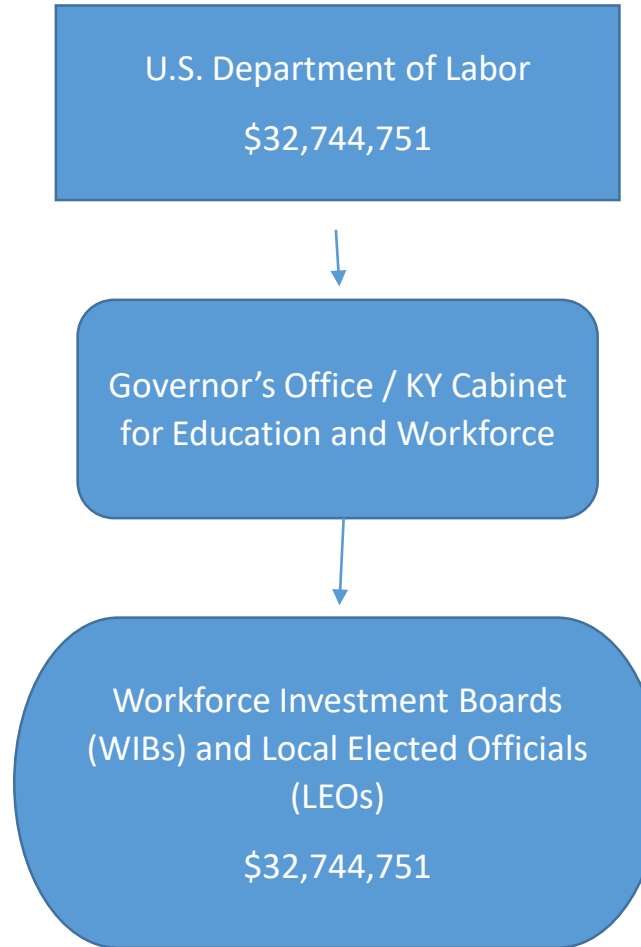 U.S. Department of Labor
$32,744,751
Governor’s Office / KY Cabinet
for Education and Workforce
Workforce Investment Boards
(WIBs) and Local Elected Officials
(LEOs)
$32,744,751